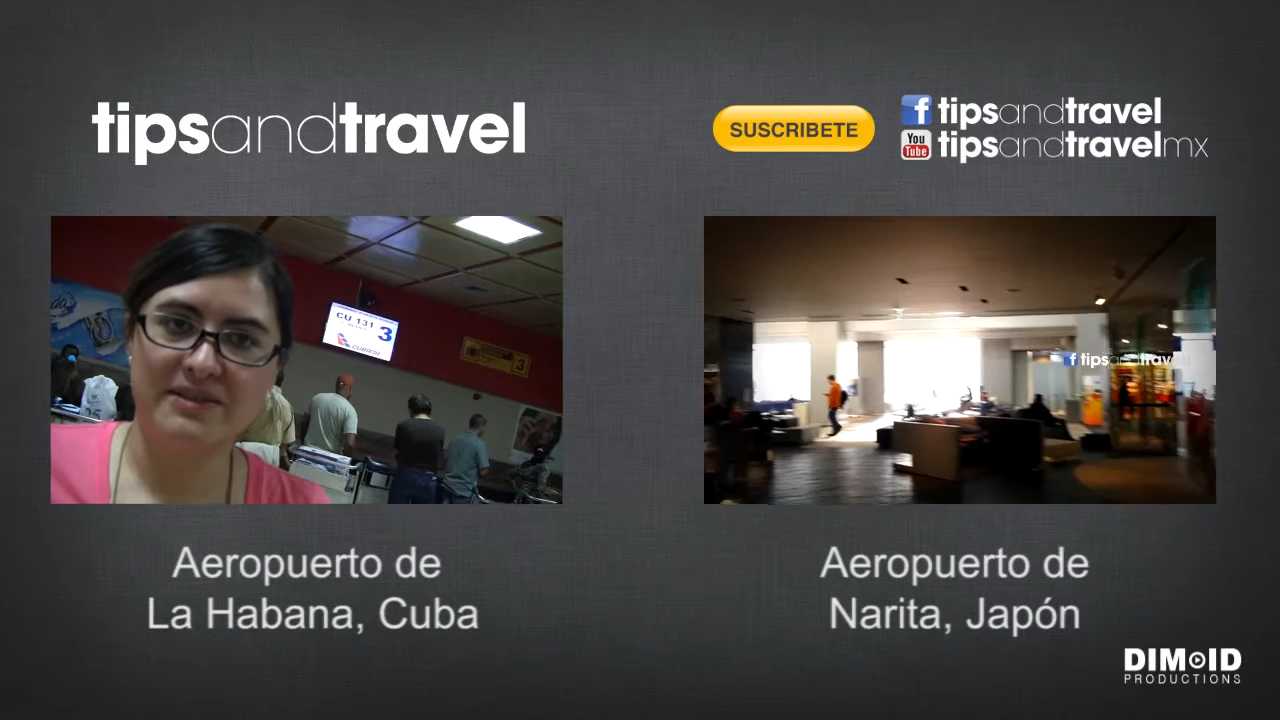 tipsandtravel
SUSCRIBETE
tipsandtravel
You Tube tipsandtravelmx
CU 131 3
CUBANA
3
tipsandtrave
Aeropuerto de
La Habana, Cuba
Aeropuerto de
Narita, Japón
DIMOID
PRODUCTIONS